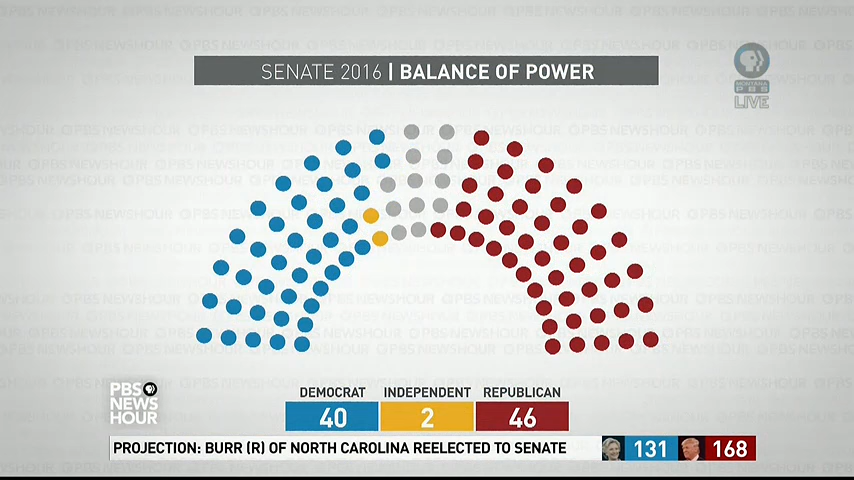 SENATE 2016 | BALANCE OF POWER
MONTANA
PBS
LIVE
DEMOCRAT INDEPENDENT REPUBLICAN
40 2 46
PBS
NEWS
HOUR
PROJECTION: BURR (R) OF NORTH CAROLINA REELECTED TO SENATE 131 168